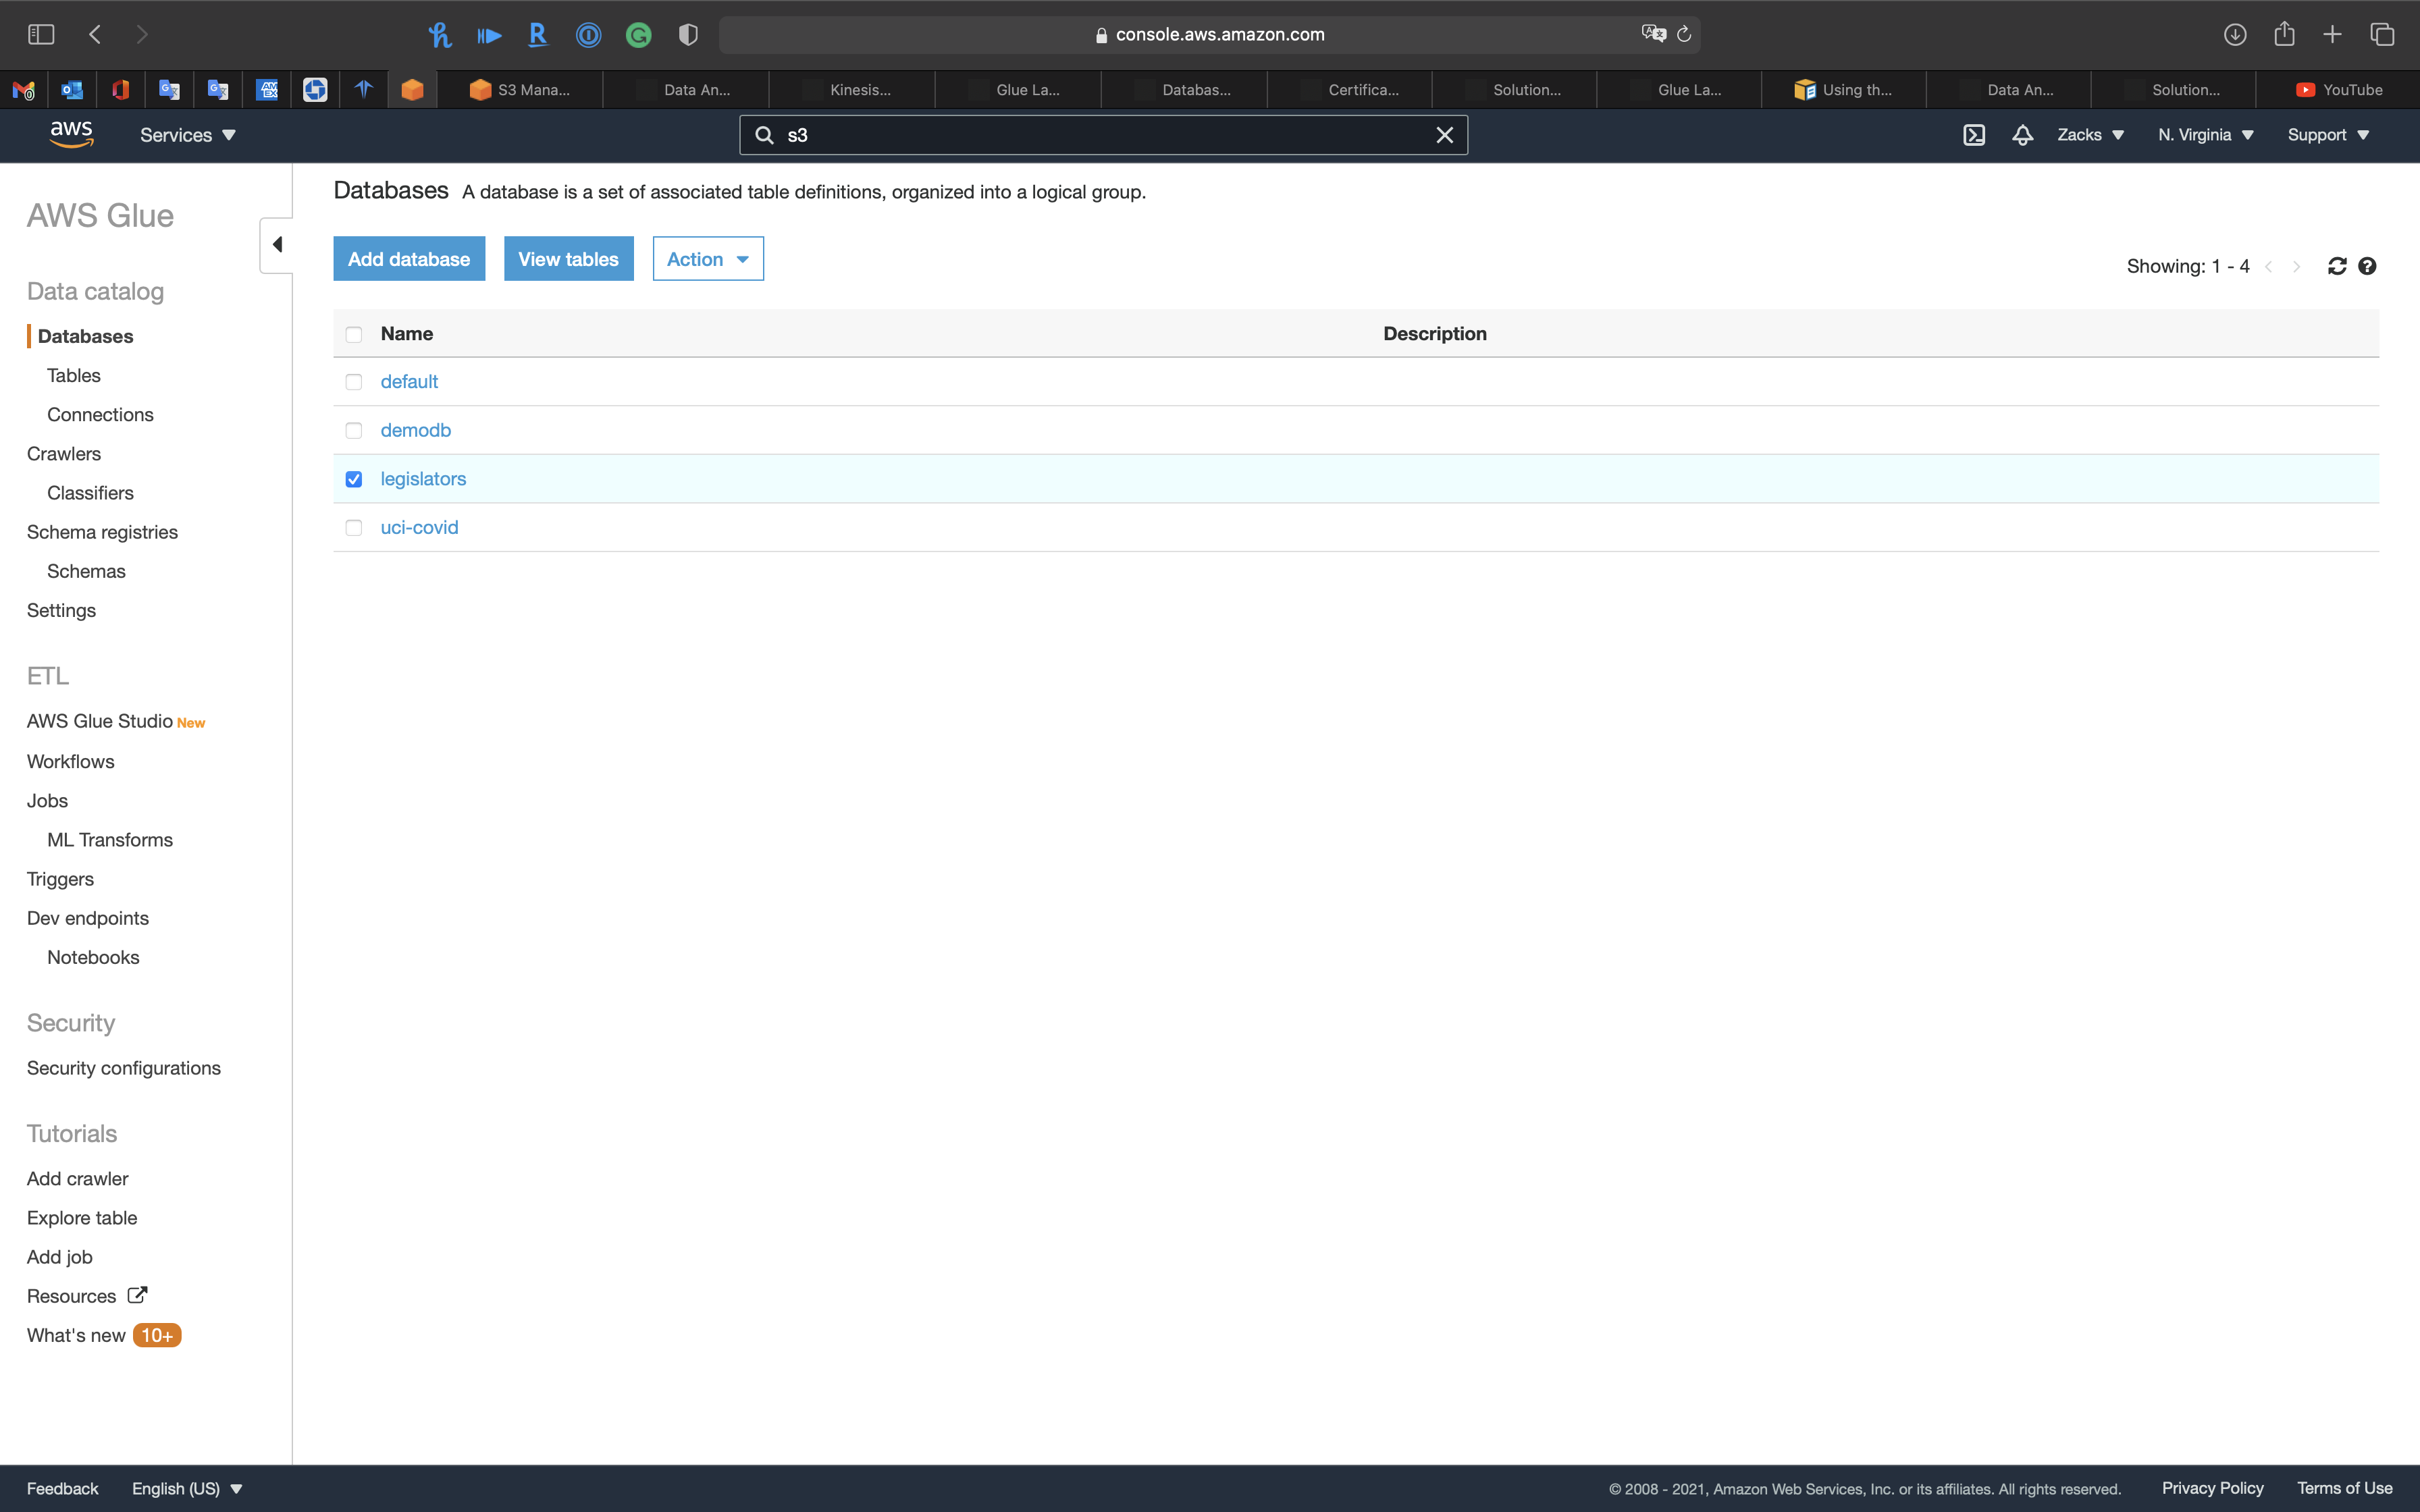 console.aws.amazon.com
S3 Mana... Data An... Kinesis... Glue La... Databas... Certifica... Solution... Glue La... Using th... Data An... Solution... YouTube
aws Services s3 Zacks N. Virginia Support
AWS Glue
Data catalog
Databases
Tables
Connections
Crawlers
Classifiers
Schema registries
Schemas
Settings
ETL
AWS Glue Studio New
Workflows
Jobs
ML Transforms
Triggers
Dev endpoints
Notebooks
Security
Security configurations
Tutorials
Add crawler
Explore table
Add job
Resources
What's new 10+
Databases A database is a set of associated table definitions, organized into a logical group.
Add database View tables Action
Showing: 1 - 4
Name Description
default
demodb
legislators
uci-covid
Feedback English (US) © 2008 - 2021, Amazon Web Services, Inc. or its affiliates. All rights reserved. Privacy Policy Terms of Use